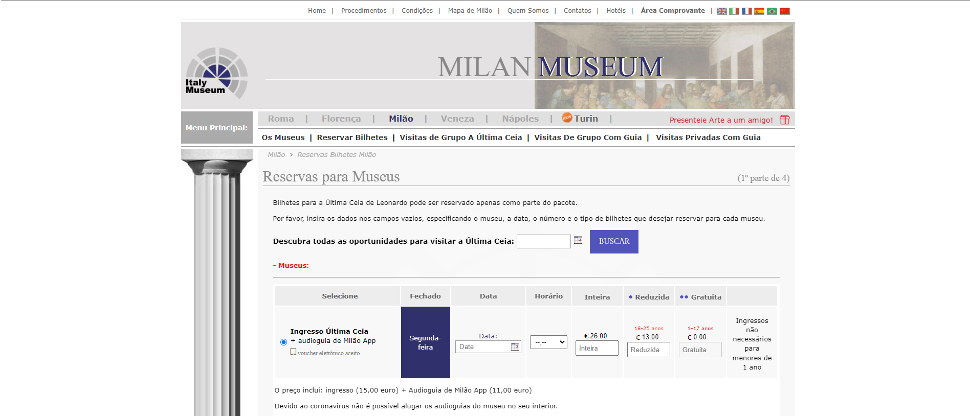 Home | Procedimentos | Condições | Mapa de Milão | Quem Somos | Contatos | Hotéis | Área Comprovante |
Italy
Museum
MILAN MUSEUM
Menu Principal:
Roma | Florença | Milão | Veneza | Nápoles | Turin |
Presenteie Arte a um amigo!
Os Museus | Reservar Bilhetes | Visitas de Grupo A Última Ceia | Visitas De Grupo Com Guia | Visitas Privadas Com Guia
Milão › Reservas Bilhetes Milão
Reservas para Museus
(1ª parte de 4)
Bilhetes para a Última Ceia de Leonardo pode ser reservado apenas como parte do pacote.
Por favor, insira os dados nos campos vazios, especificando o museu, a data, o número e o tipo de bilhetes que desejar reservar para cada museu.
Descubra todas as oportunidades para visitar a Última Ceia:
BUSCAR
- Museus:
Selecione Fechado Data Horário Inteira Reduzida Gratuita
Ingresso Última Ceia
+ audioguia de Milão App
voucher eletrônico aceito
Segunda-feira
Data:
Date
--:--
€ 26.00
Inteira
18-25 anos
€ 13.00
Reduzida
1-17 anos
€ 0.00
Gratuita
Ingressos
não
necessários
para
menores de
1 ano
O preço inclui: ingresso (15,00 euro) + Audioguia de Milão App (11,00 euro)
Devido ao coronavírus não é possível alugar os audioguias do museu no seu interior.